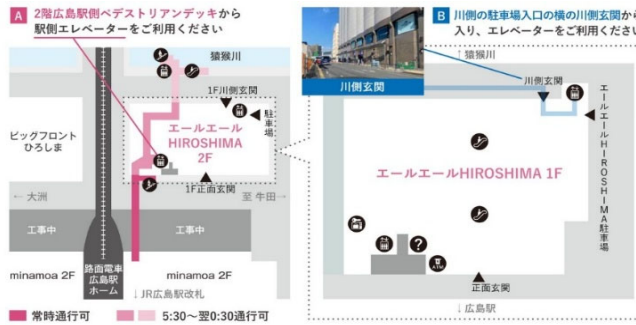 A 2階広島駅側ペデストリアンデッキから
駅側エレベーターをご利用ください
猿猴川
1F川側玄関
駐車場
エールエール
HIROSHIMA
2F
ビッグフロント
ひろしま
1F正面玄関
← 大洲
至 牛田→
工事中
工事中
minamoa 2F
路面電車
広島駅
ホーム
minamoa 2F
↓JR広島駅改札
常時通行可
5:30～翌0:30通行可
B 川側の駐車場入口の横の川側玄関から
入り、エレベーターをご利用ください
川側玄関
↑猿猴川
川側玄関
エールエールHIROSHIMA駐車場
エールエールHIROSHIMA 1F
?
ATM
正面玄関
↓広島駅